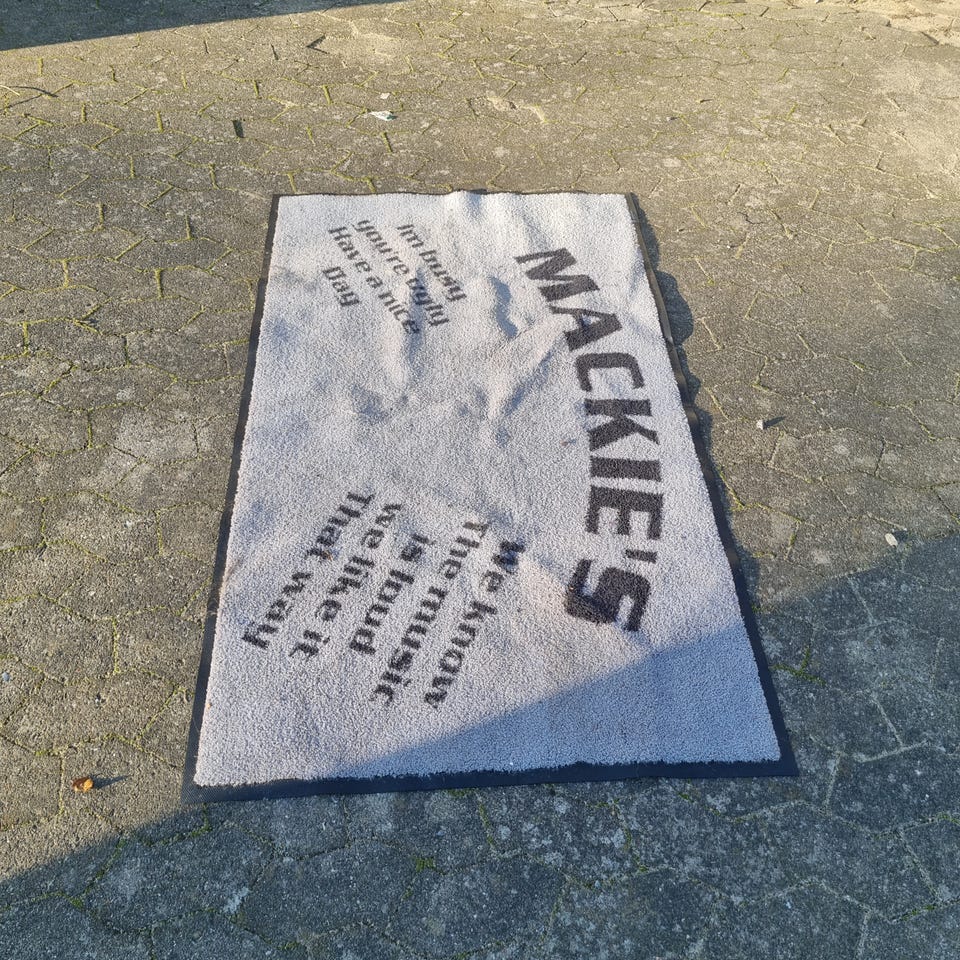 MACKIE'S
Im busy
you're ugly
Have a nice
Day
We know
The music
is loud
we like it
That way